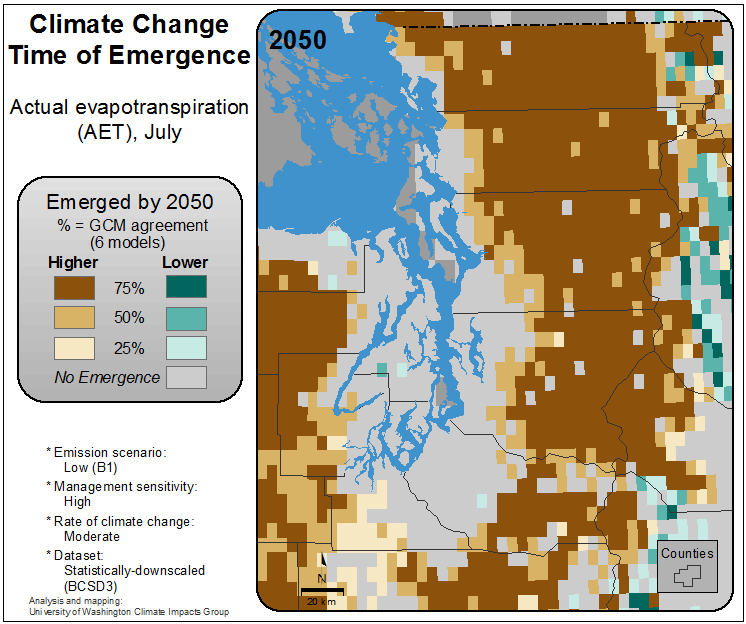 Climate Change
Time of Emergence
Actual evapotranspiration
(AET), July
Emerged by 2050
% = GCM agreement
(6 models)
Higher Lower
75%
50%
25%
No Emergence
* Emission scenario:
Low (B1)
* Management sensitivity:
High
* Rate of climate change:
Moderate
* Dataset:
Statistically-downscaled
(BCSD3)
Analysis and mapping:
University of Washington Climate Impacts Group
2050
N
20 km
Counties